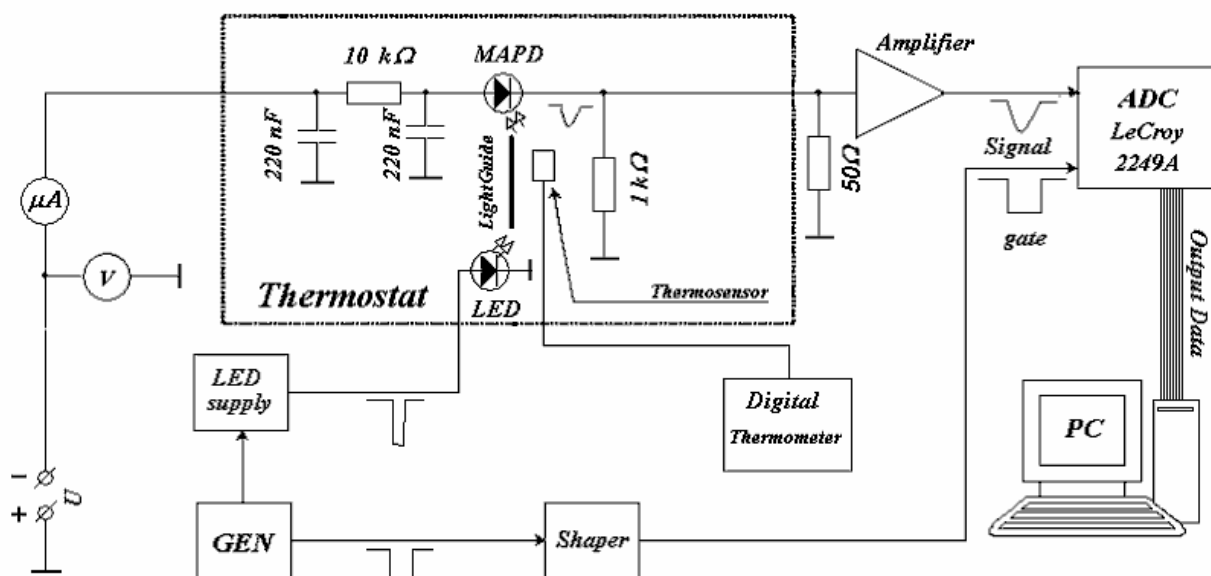 10 kΩ
MAPD
Amplifier
220 nF
220 nF
ADC
LeCroy
2249A
Signal
1 kΩ
50Ω
LightGuide
μA
gate
V
Thermostat
LED
Thermosensor
Output Data
LED
supply
Digital
Thermometer
PC
−
U
+
GEN
Shaper